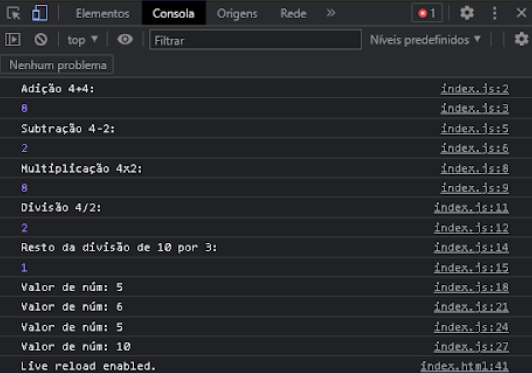 Elementos Consola Origens Rede 1
top Filtrar Níveis predefinidos
Nenhum problema
Adição 4+4: index.js:2
8 index.js:3
Subtração 4-2: index.js:5
2 index.js:6
Multiplicação 4x2: index.js:8
8 index.js:9
Divisão 4/2: index.js:11
2 index.js:12
Resto da divisão de 10 por 3: index.js:14
1 index.js:15
Valor de núm: 5 index.js:18
Valor de núm: 6 index.js:21
Valor de núm: 5 index.js:24
Valor de núm: 10 index.js:27
Live reload enabled. index.html:41